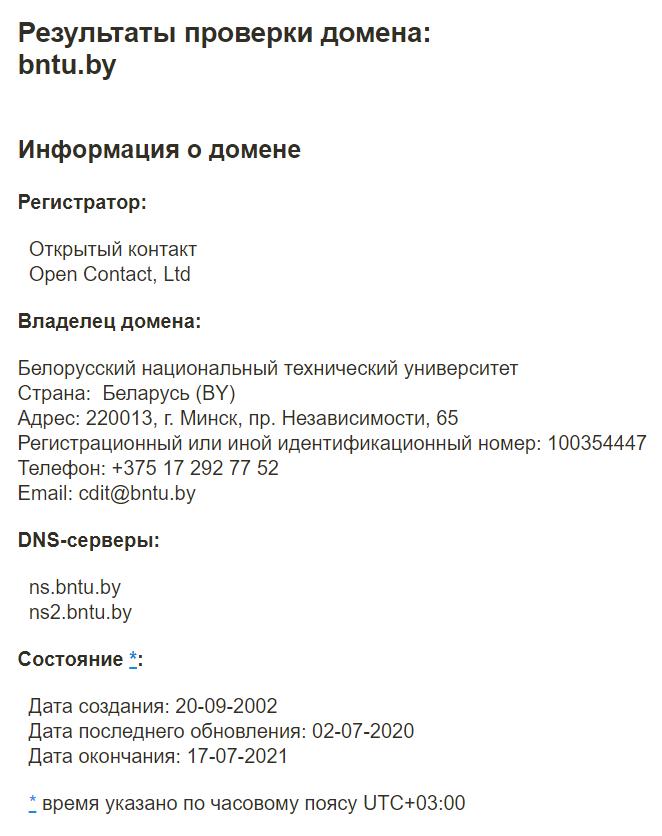 Результаты проверки домена:
bntu.by
Информация о домене
Регистратор:
Открытый контакт
Open Contact, Ltd
Владелец домена:
Белорусский национальный технический университет
Страна: Беларусь (BY)
Адрес: 220013, г. Минск, пр. Независимости, 65
Регистрационный или иной идентификационный номер: 100354447
Телефон: +375 17 292 77 52
Email: cdit@bntu.by
DNS-серверы:
ns.bntu.by
ns2.bntu.by
Состояние *:
Дата создания: 20-09-2002
Дата последнего обновления: 02-07-2020
Дата окончания: 17-07-2021
* время указано по часовому поясу UTC+03:00